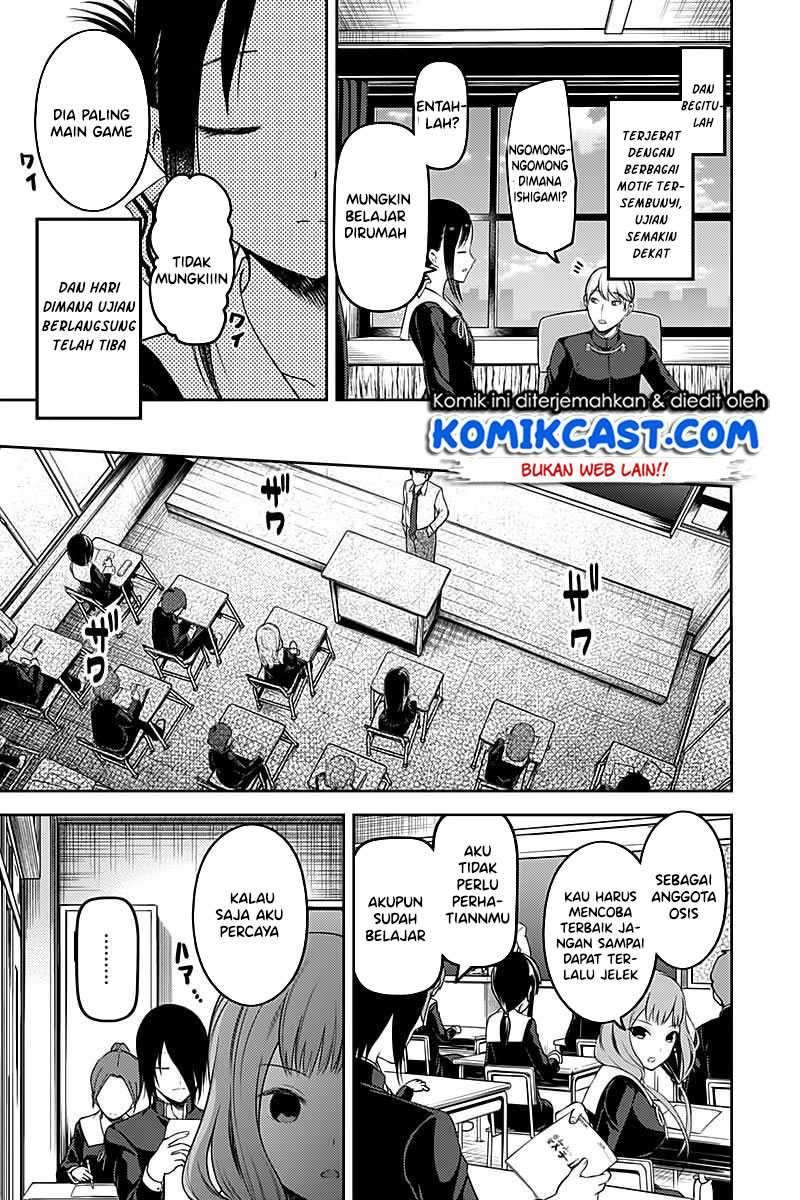 DAN
BEGITU-
LAH
TERJERAT
DENGAN
BERBAGAI
MOTIF TER-
SEMBUNYI,
UJIAN
SEMAKIN
DEKAT
NGOMONG-
NGOMONG
DIMANA
ISHIGAMI?
ENTAH-
LAH?
MUNGKIN
BELAJAR
DIRUMAH
DIA PALING
MAIN GAME
ワイ
TIDAK
MUNGKIIIN
ワイ
DAN HARI
DIMANA UJIAN
BERLANGSUNG
TELAH TIBA
Komik ini diterjemahkan & diedit oleh
KOMIKCAST.COM
BUKAN WEB LAIN!!
ザワ
ザワ
ザワ
SEBAGAI
ANGGOTA
OSIS
KAU HARUS
MENCOBA
TERBAIK JA-
NGAN SAMPAI
DAPAT TER-
LALU JELEK
AKU
TIDAK
PERLU
PERHA-
TIANNMU
AKUPUN
SUDAH
BELAJAR
KALAU
SAJA AKU
PERCAYA
ハァ...
.........